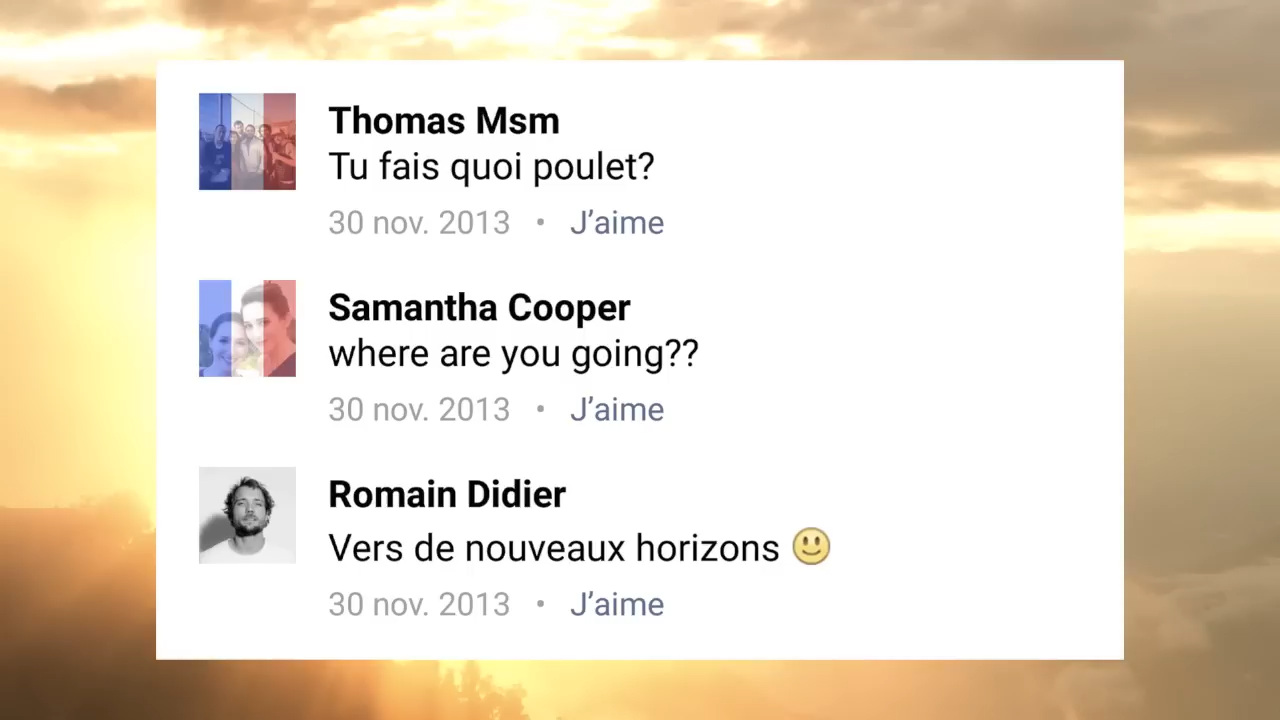 Thomas Msm
Tu fais quoi poulet?
30 nov. 2013 • J’aime
Samantha Cooper
where are you going??
30 nov. 2013 • J’aime
Romain Didier
Vers de nouveaux horizons 🙂
30 nov. 2013 • J’aime